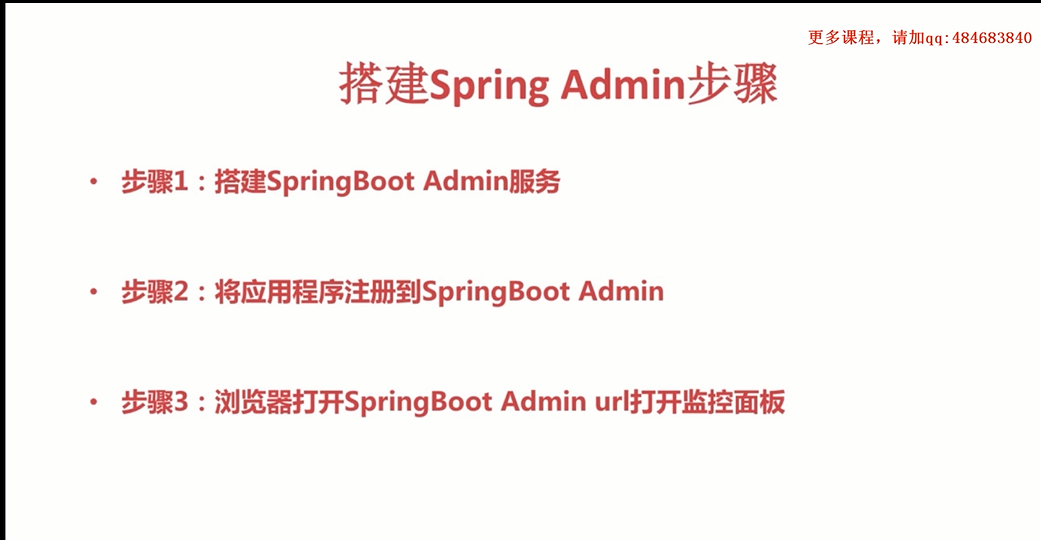 更多课程，请加qq:484683840
搭建Spring Admin步骤
• 步骤1：搭建SpringBoot Admin服务
• 步骤2：将应用程序注册到SpringBoot Admin
• 步骤3：浏览器打开SpringBoot Admin url打开监控面板